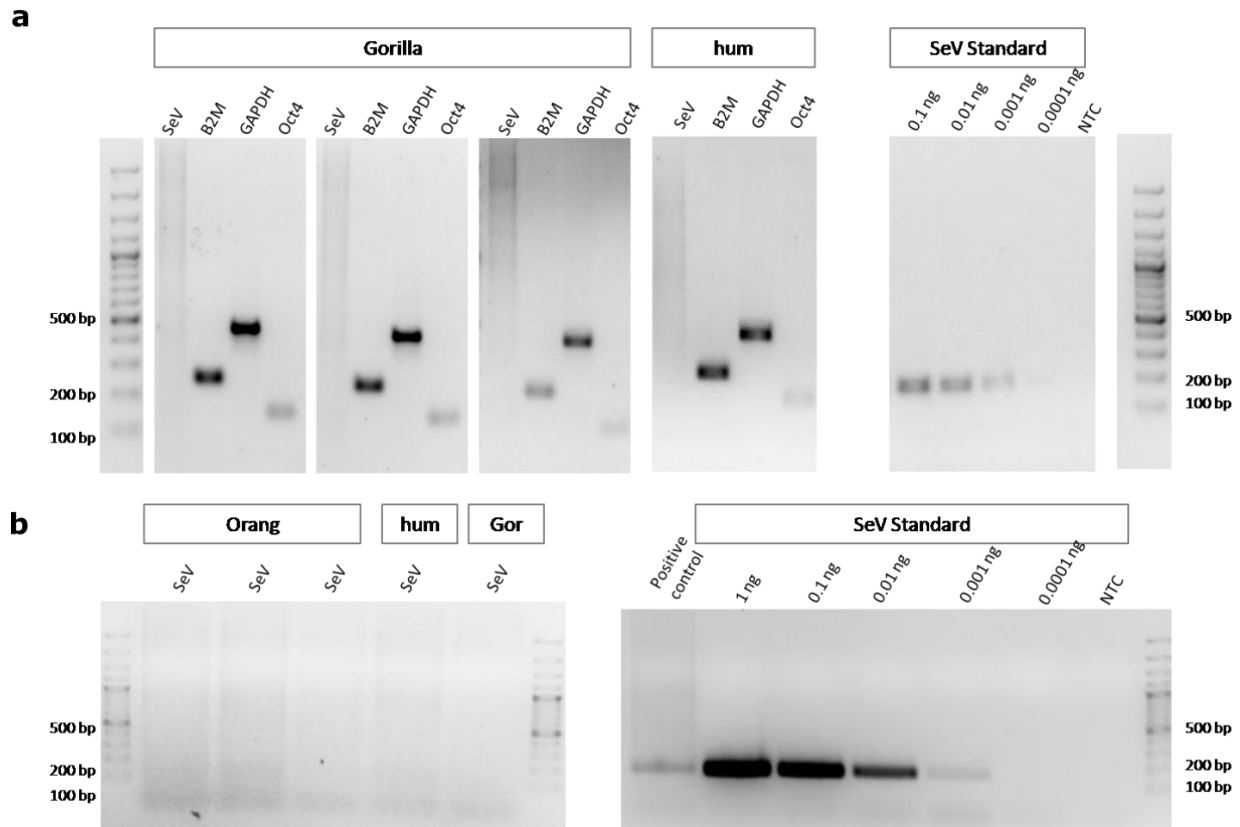 a
Gorilla hum SeV Standard
SeV B2M GAPDH Oct4 SeV B2M GAPDH Oct4 SeV B2M GAPDH Oct4 SeV B2M GAPDH Oct4 0.1 ng 0.01 ng 0.001 ng 0.0001 ng NTC
500 bp 500 bp
200 bp 200 bp
100 bp 100 bp
b
Orang hum Gor SeV Standard
SeV SeV SeV SeV SeV Positive control 1 ng 0.1 ng 0.01 ng 0.001 ng 0.0001 ng NTC
500 bp 500 bp
200 bp 200 bp
100 bp 100 bp